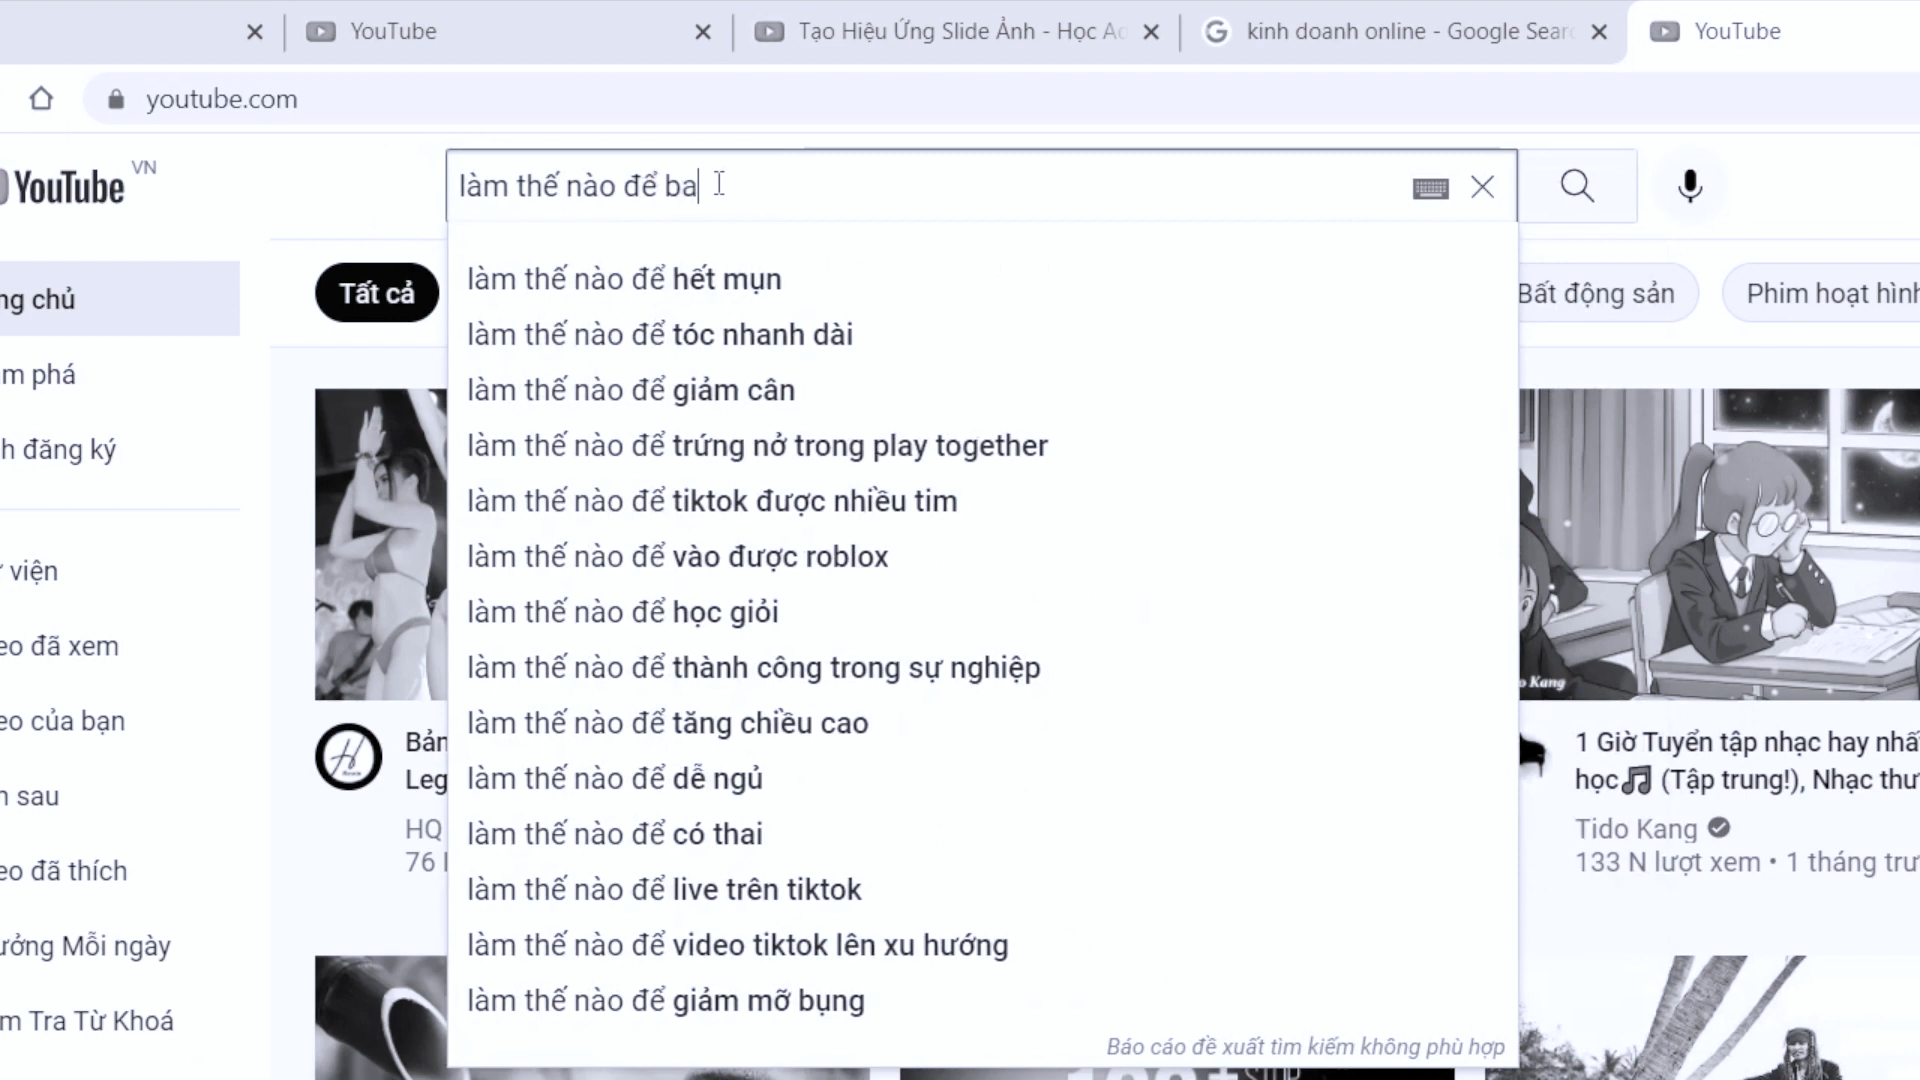 YouTube
Tạo Hiệu Ứng Slide Ảnh - Học Ad
kinh doanh online - Google Sear
YouTube
youtube.com
YouTube VN
làm thế nào để ba
ng chủ
Tất cả
Bất động sản
Phim hoạt hình
làm thế nào để hết mụn
làm thế nào để tóc nhanh dài
làm thế nào để giảm cân
làm thế nào để trứng nở trong play together
làm thế nào để tiktok được nhiều tim
làm thế nào để vào được roblox
làm thế nào để học giỏi
làm thế nào để thành công trong sự nghiệp
làm thế nào để tăng chiều cao
làm thế nào để dễ ngủ
làm thế nào để có thai
làm thế nào để live trên tiktok
làm thế nào để video tiktok lên xu hướng
làm thế nào để giảm mỡ bụng
Báo cáo đề xuất tìm kiếm không phù hợp
m phá
h đăng ký
viện
eo đã xem
eo của bạn
n sau
eo đã thích
ưởng Mỗi ngày
m Tra Từ Khoá
Bản
Leg
HQ
76
Kang
1 Giờ Tuyển tập nhạc hay nhấ
học (Tập trung!), Nhạc thư
Tido Kang
133 N lượt xem • 1 tháng trư